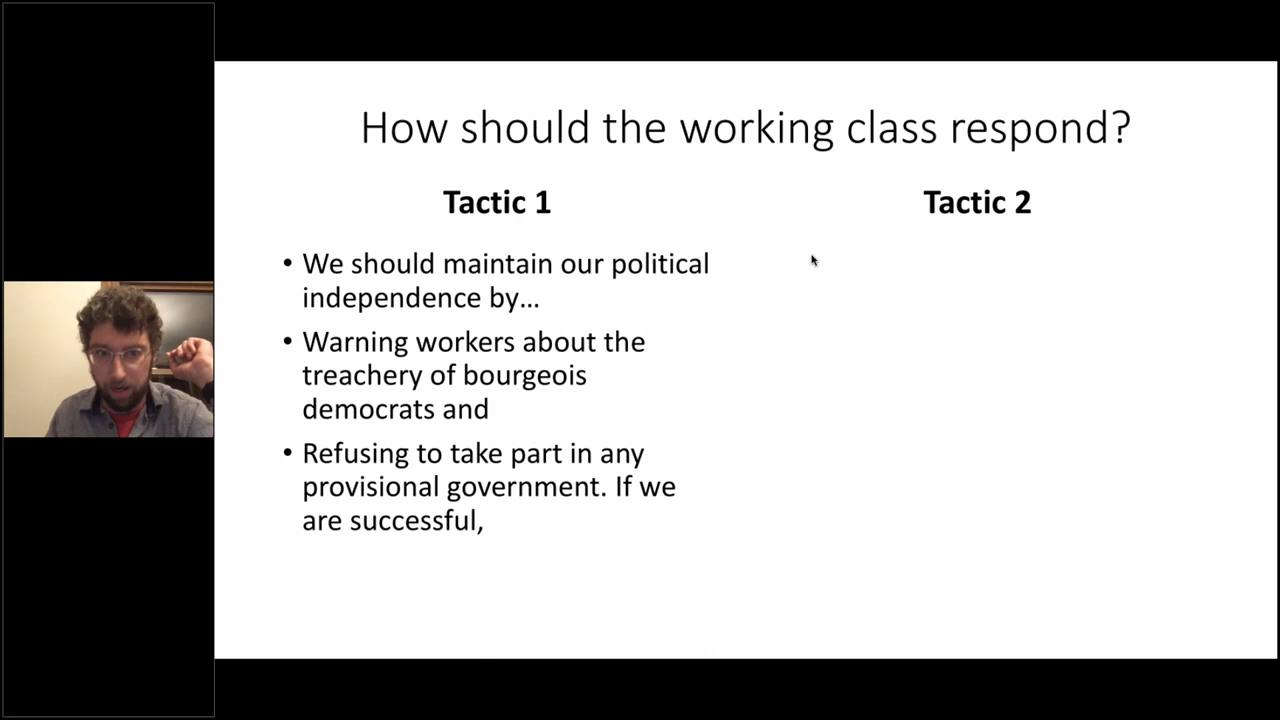 How should the working class respond?
Tactic 1
• We should maintain our political
independence by...
• Warning workers about the
treachery of bourgeois
democrats and
• Refusing to take part in any
provisional government. If we
are successful,
Tactic 2